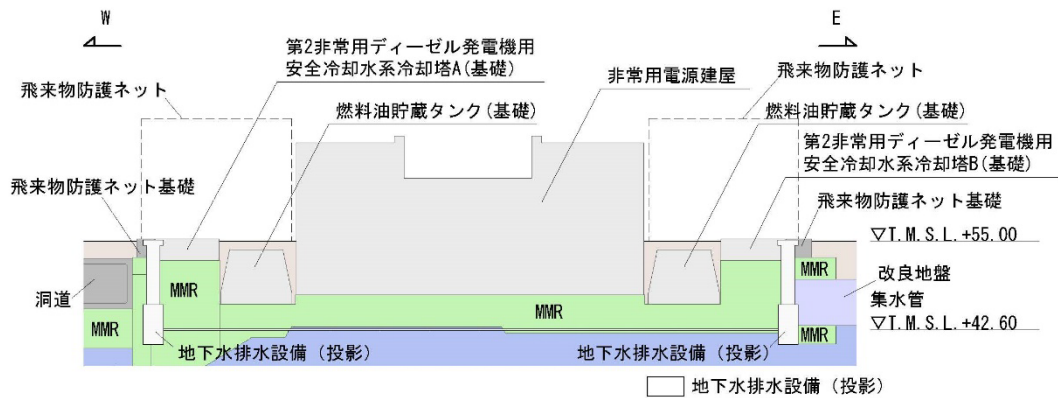 W
E
第2非常用ディーゼル発電機用
安全冷却水系冷却塔A(基礎)
飛来物防護ネット
燃料油貯蔵タンク(基礎)
非常用電源建屋
飛来物防護ネット
燃料油貯蔵タンク(基礎)
第2非常用ディーゼル発電機用
安全冷却水系冷却塔B(基礎)
飛来物防護ネット基礎
飛来物防護ネット基礎
▽T.M.S.L.+55.00
MMR
改良地盤
洞道
MMR
MMR
集水管
▽T.M.S.L.+42.60
MMR
MMR
地下水排水設備(投影)
地下水排水設備(投影)
地下水排水設備(投影)